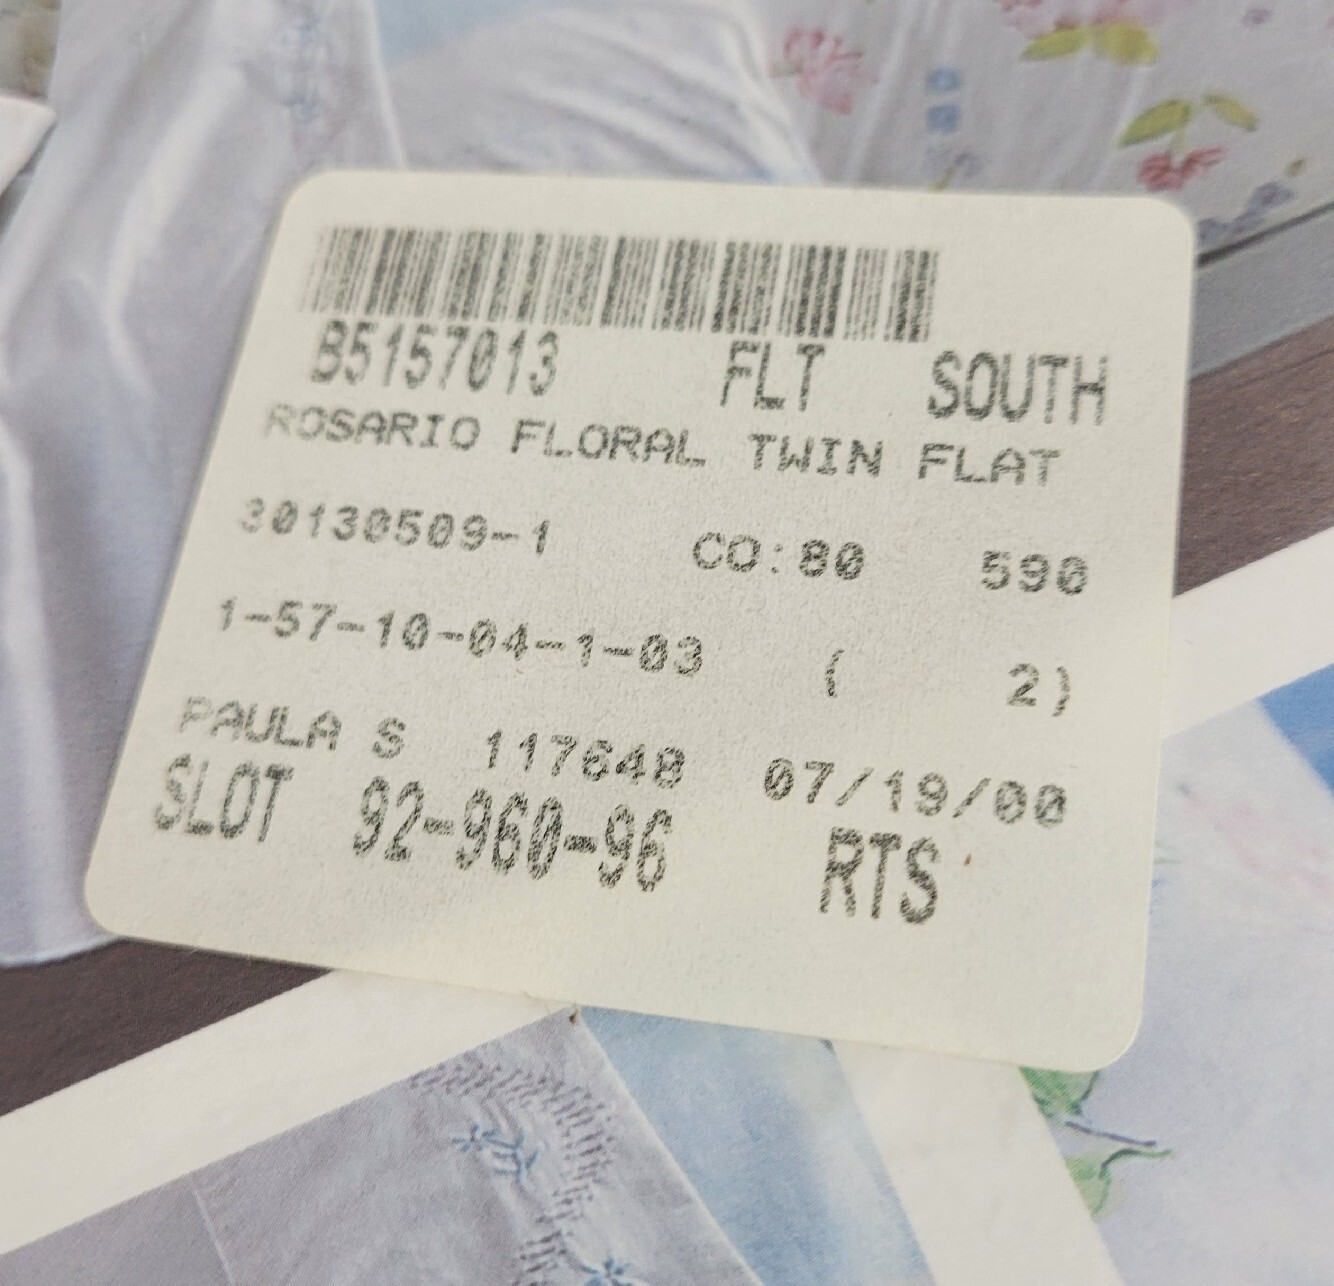 B5157013 FLT SOUTH
ROSARIO FLORAL TWIN FLAT
30130509-1 CO:80 590
1-57-10-04-1-03 ( 2)
PAULA S 117648 07/19/00
SLOT 92-960-96 RTS